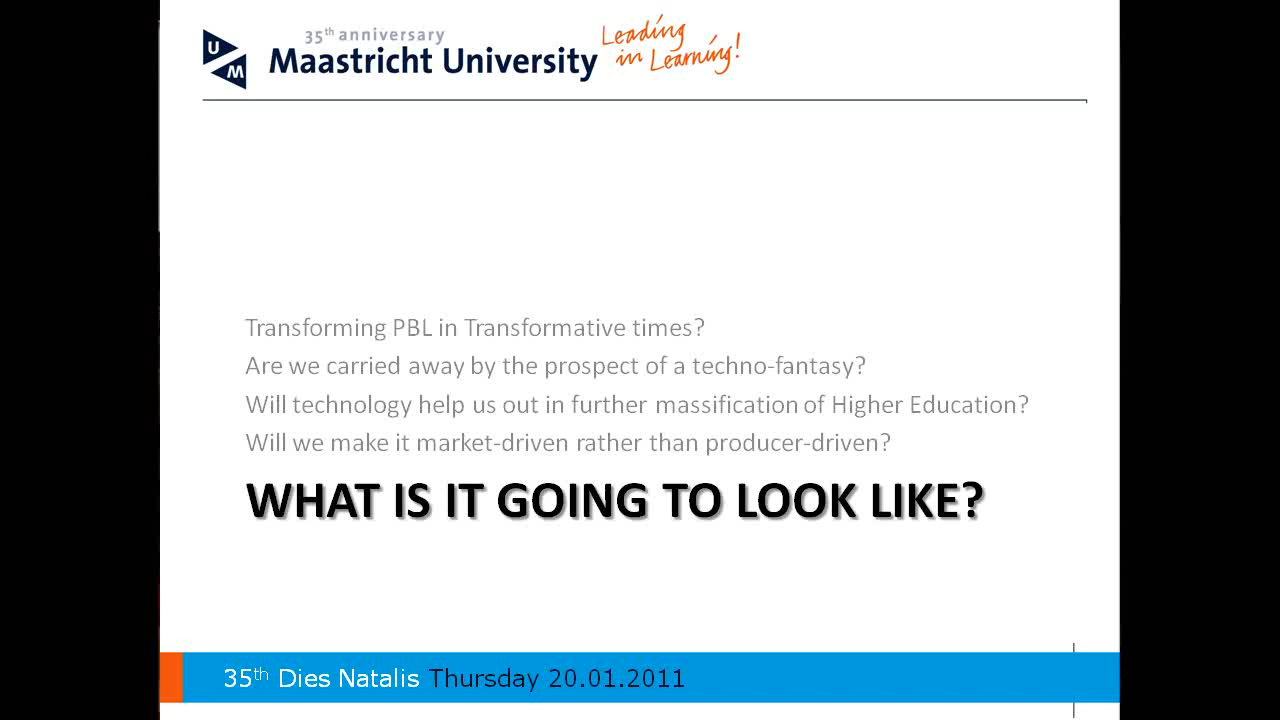 35th anniversary
UM
Maastricht University
Leading
in Learning!
Transforming PBL in Transformative times?
Are we carried away by the prospect of a techno-fantasy?
Will technology help us out in further massification of Higher Education?
Will we make it market-driven rather than producer-driven?
WHAT IS IT GOING TO LOOK LIKE?
35th Dies Natalis Thursday 20.01.2011